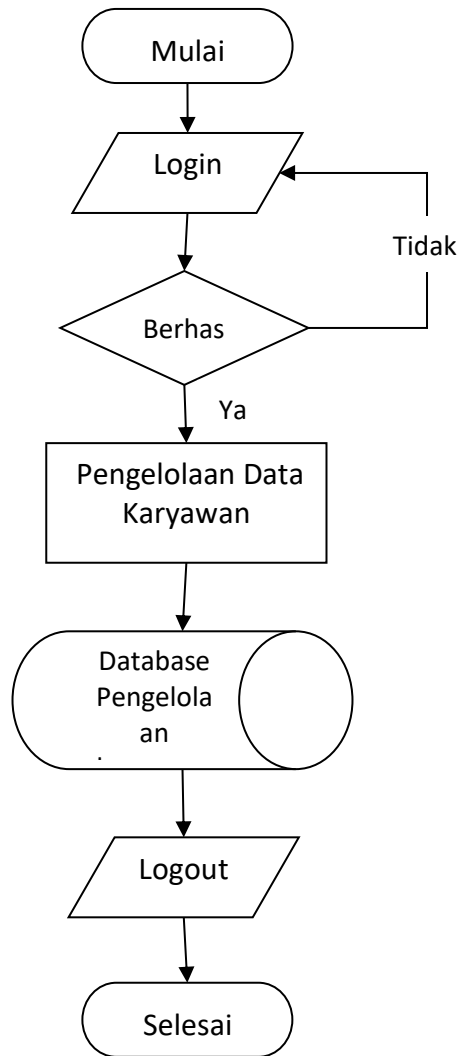 Mulai
Login
Tidak
Berhas
Ya
Pengelolaan Data
Karyawan
Database
Pengelola
an
.
Logout
Selesai